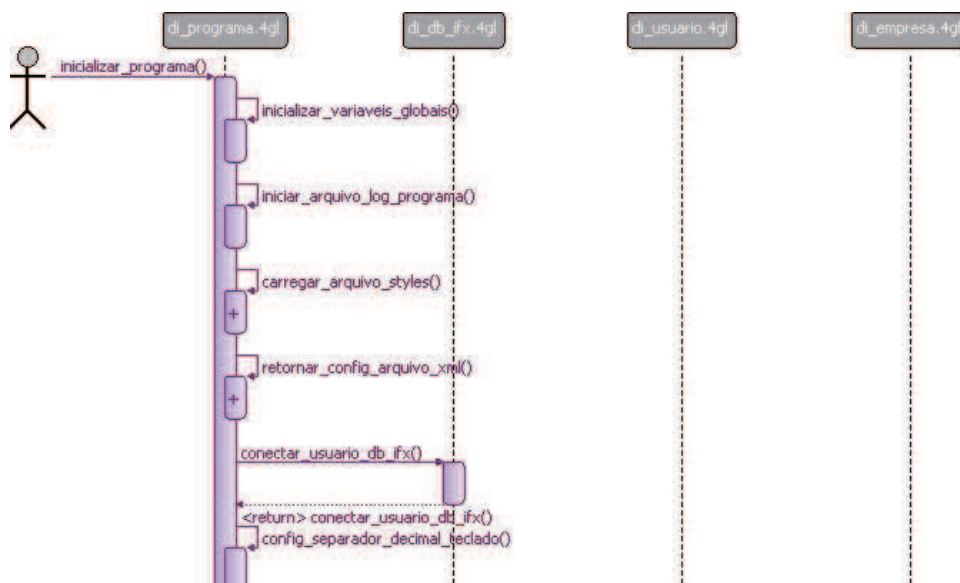 di_programa.4gl
di_db_ifx.4gl
di_usuario.4gl
di_empresa.4gl
inicializar_programa()
inicializar_variaveis_globais()
iniciar_arquivo_log_programa()
carregar_arquivo_styles()
+
retornar_config_arquivo_xml()
+
conectar_usuario_db_ifx()
<return> conectar_usuario_db_ifx()
config_separador_decimal_teclado()